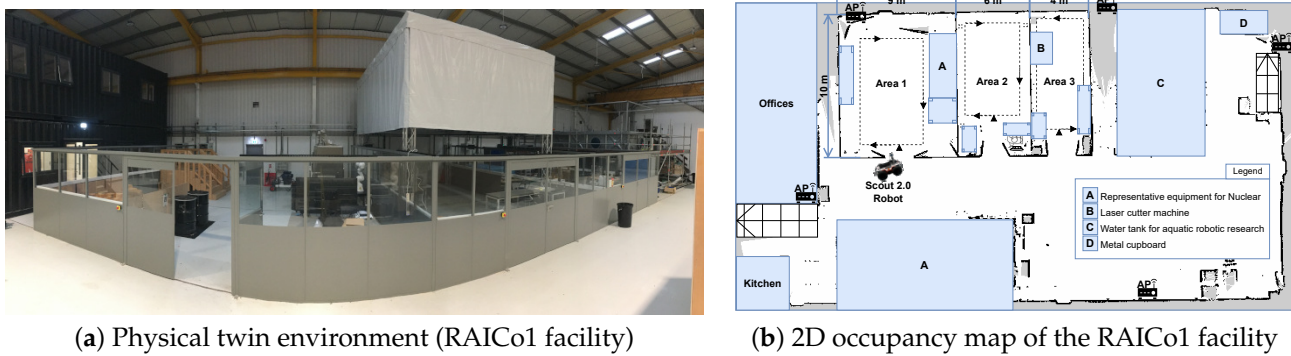 9 m
6 m
4 m
AP
AP
D
AP
A
B
10 m
Area 1
Area 2
Area 3
C
Offices
AP
Scout 2.0
Robot
Legend
A Representative equipment for Nuclear
B Laser cutter machine
C Water tank for aquatic robotic research
D Metal cupboard
A
Kitchen
AP
(a) Physical twin environment (RAICo1 facility)
(b) 2D occupancy map of the RAICo1 facility